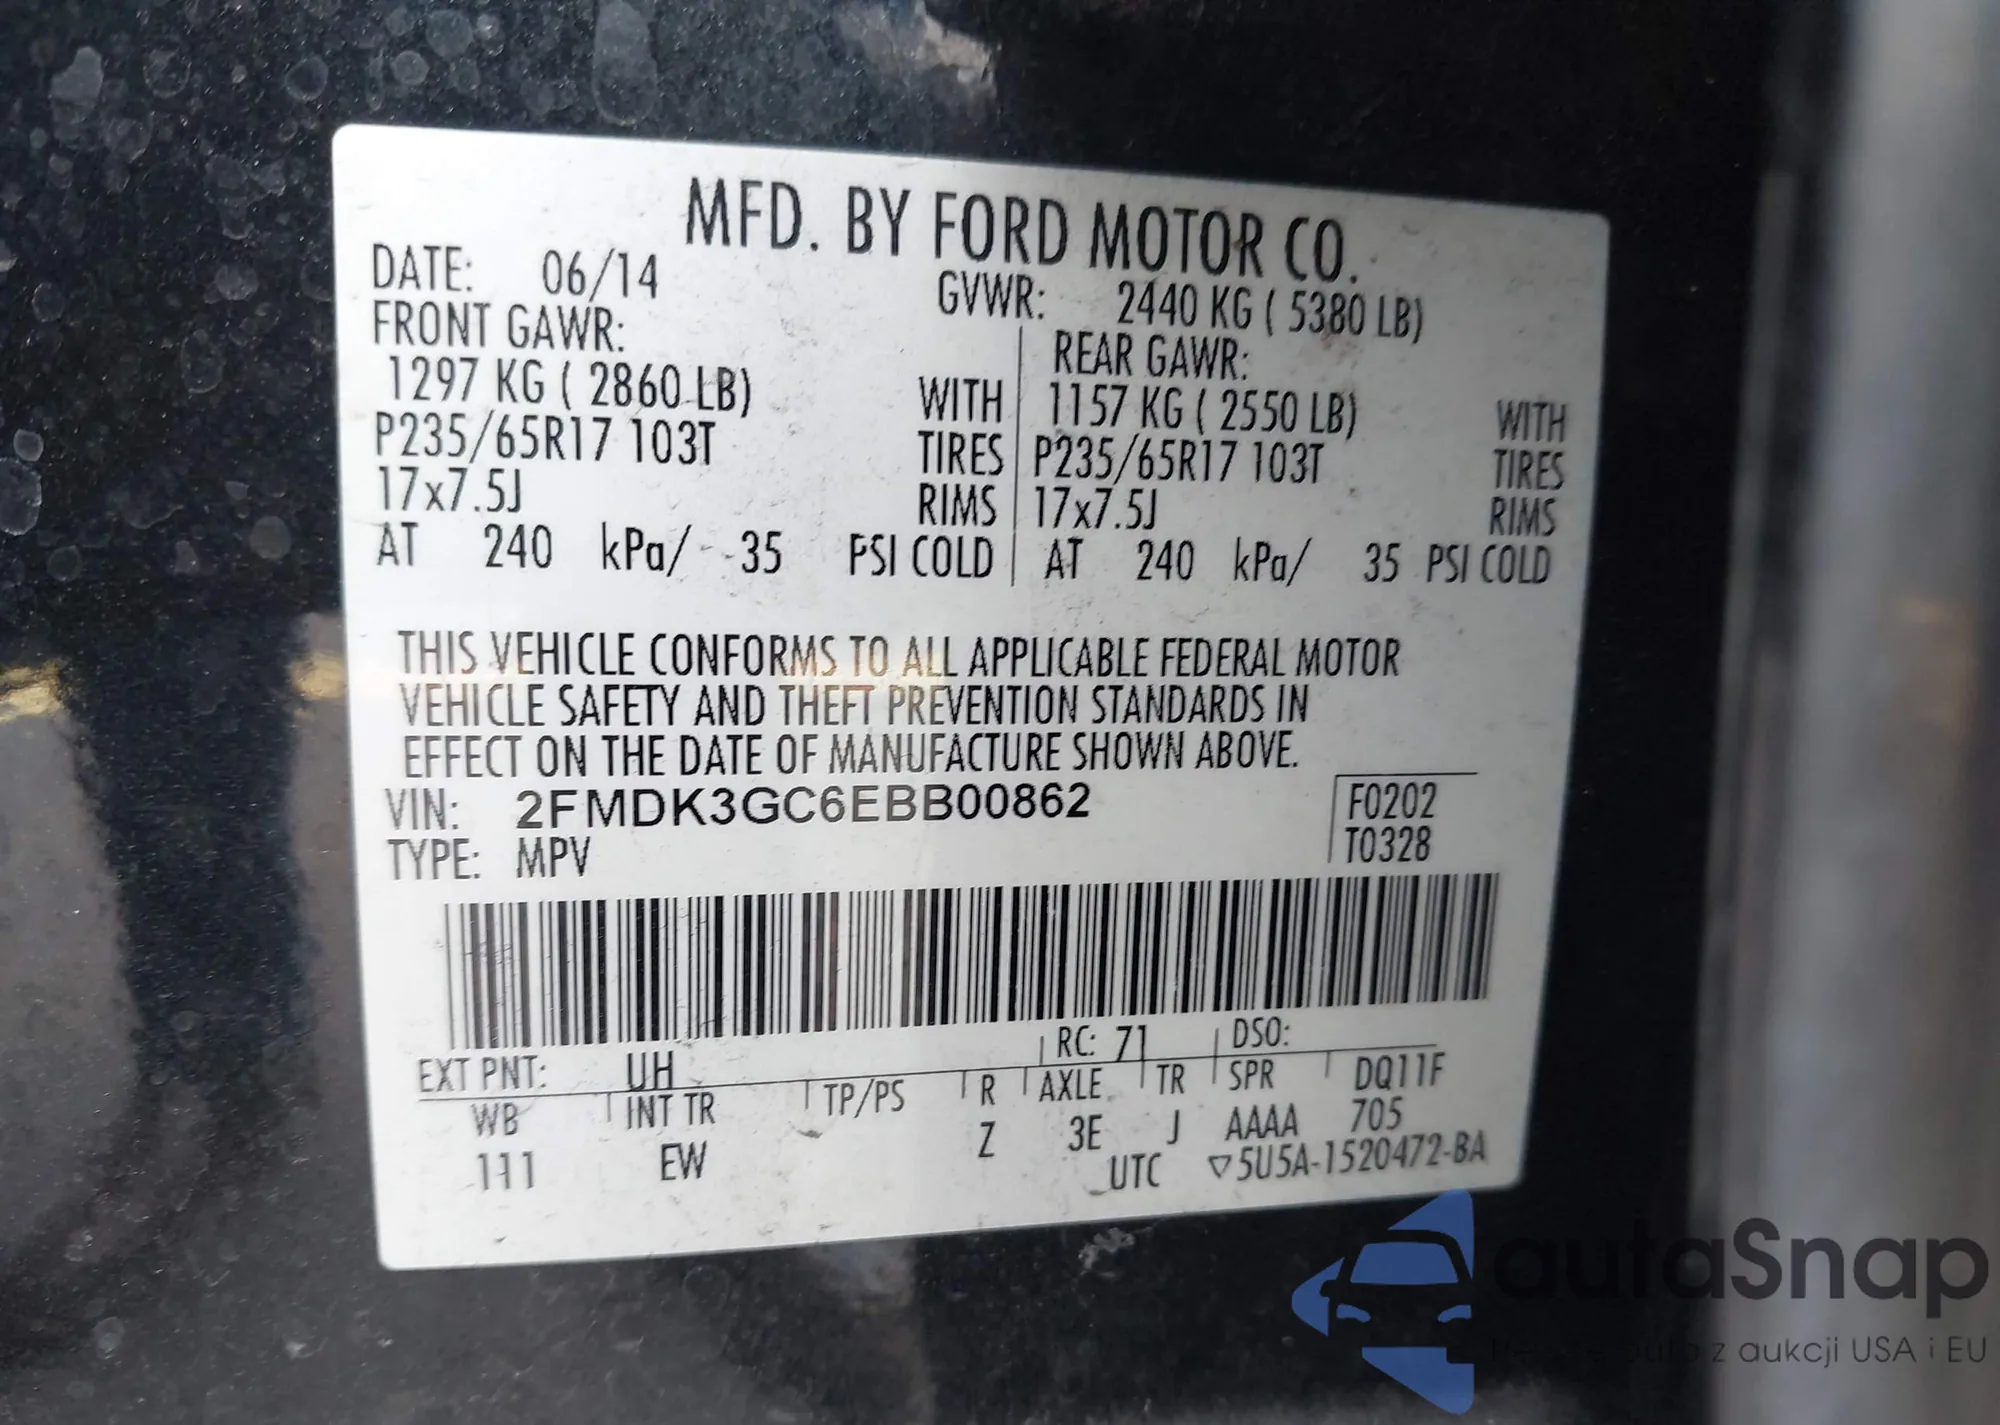 MFD. BY FORD MOTOR CO.
DATE: 06/14 GVWR: 2440 KG ( 5380 LB)
FRONT GAWR: REAR GAWR:
1297 KG ( 2860 LB) WITH 1157 KG ( 2550 LB) WITH
P235/65R17 103T TIRES P235/65R17 103T TIRES
17x7.5J RIMS 17x7.5J RIMS
AT 240 kPa/ 35 PSI COLD AT 240 kPa/ 35 PSI COLD
THIS VEHICLE CONFORMS TO ALL APPLICABLE FEDERAL MOTOR
VEHICLE SAFETY AND THEFT PREVENTION STANDARDS IN
EFFECT ON THE DATE OF MANUFACTURE SHOWN ABOVE.
VIN: 2FMDK3GC6EBB00862 F0202
TYPE: MPV T0328
EXT PNT: UH RC: 71 DSO:
WB INT TR TP/PS R AXLE TR SPR DQ11F
111 EW Z 3E J AAAA 705
UTC ▽5U5A-1520472-BA
autaSnap
auta z aukcji USA i EU